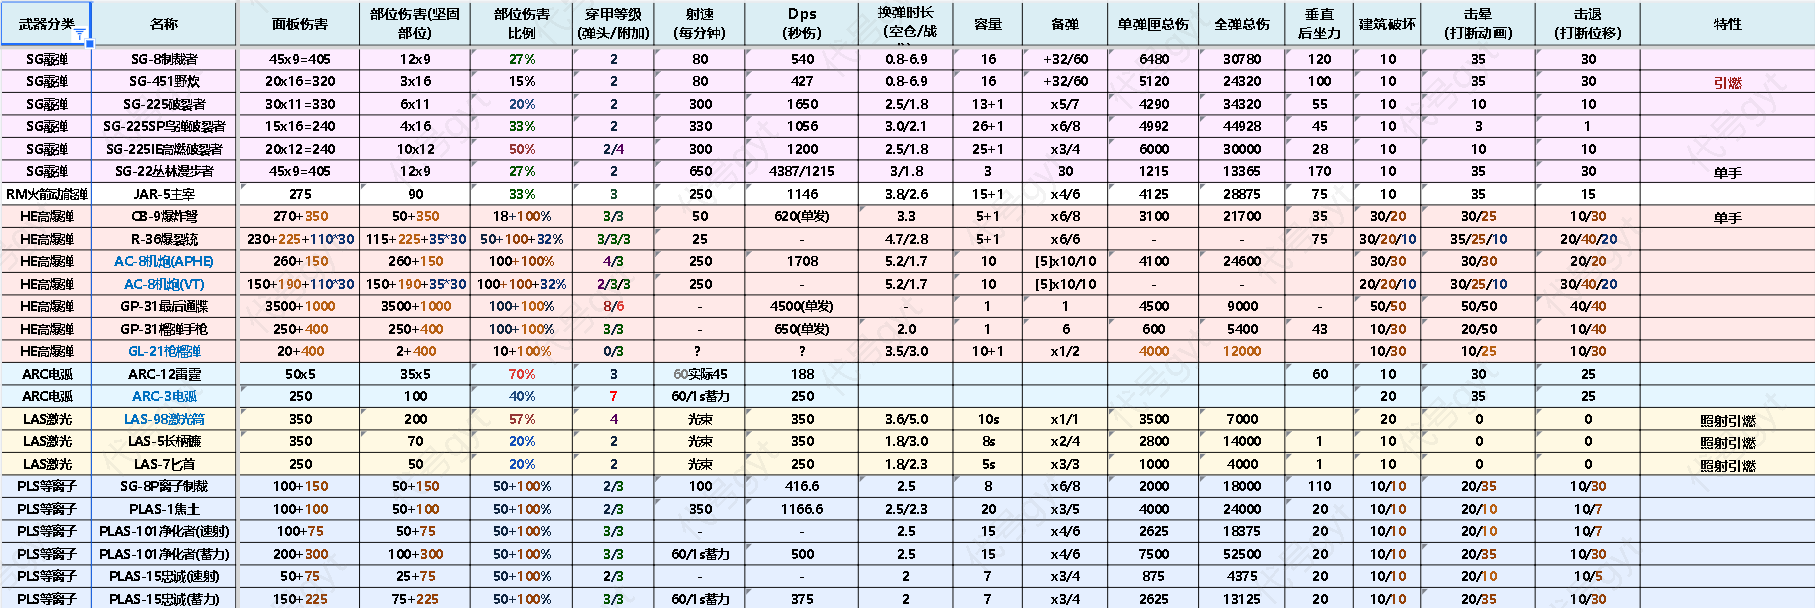 武器分类 名称 面板伤害 部位伤害(坚固部位) 部位伤害比例 穿甲等级(弹头/附加) 射速(每分钟) Dps(秒伤) 换弹时长(空仓/战 容量 备弹 单弹匣总伤 全弹总伤 垂直后坐力 建筑破坏 击晕(打断动画) 击退(打断位移) 特性
SG霰弹 SG-8制裁者 45x9=405 12x9 27% 2 80 540 0.8-6.9 16 +32/60 6480 30780 120 10 35 30
SG霰弹 SG-451野炊 20x16=320 3x16 15% 2 80 427 0.8-6.9 16 +32/60 5120 24320 100 10 35 30 引燃
SG霰弹 SG-225破裂者 30x11=330 6x11 20% 2 300 1650 2.5/1.8 13+1 x5/7 4290 34320 55 10 10 10
SG霰弹 SG-225SP鸟弹破裂者 15x16=240 4x16 33% 2 330 1056 3.0/2.1 26+1 x6/8 4992 44928 45 10 3 1
SG霰弹 SG-225IE高燃破裂者 20x12=240 10x12 50% 2/4 300 1200 2.5/1.8 25+1 x3/4 6000 30000 28 10 10 10
SG霰弹 SG-22丛林漫步者 45x9=405 12x9 27% 2 650 4387/1215 3/1.8 3 30 1215 13365 170 10 35 30 单手
RM火箭动能弹 JAR-5主宰 275 90 33% 3 250 1146 3.8/2.6 15+1 x4/6 4125 28875 75 10 35 15
HE高爆弹 CB-9爆炸弩 270+350 50+350 18+100% 3/3 50 620(单发) 3.3 5+1 x6/8 3100 21700 35 30/20 30/25 10/30 单手
HE高爆弹 R-36爆裂铳 230+225+110*30 115+225+35*30 50+100+32% 3/3/3 25 - 4.7/2.8 5+1 x6/6 - - 75 30/20/10 35/25/10 20/40/20
HE高爆弹 AC-8机炮(APHE) 260+150 260+150 100+100% 4/3 250 1708 5.2/1.7 10 [5]x10/10 4100 24600 30/30 30/30 20/20
HE高爆弹 AC-8机炮(VT) 150+190+110*30 150+190+35*30 100+100+32% 2/3/3 250 - 5.2/1.7 10 [5]x10/10 - - 20/20/10 30/25/10 30/40/20
HE高爆弹 GP-31最后通牒 3500+1000 3500+1000 100+100% 8/6 - 4500(单发) 1 1 4500 9000 - 50/50 50/50 40/40
HE高爆弹 GP-31榴弹手枪 250+400 250+400 100+100% 3/3 - 650(单发) 2.0 1 6 600 5400 43 10/30 20/50 10/40
HE高爆弹 GL-21枪榴弹 20+400 2+400 10+100% 0/3 ? ? 3.5/3.0 10+1 x1/2 4000 12000 10/30 10/25 10/30
ARC电弧 ARC-12雷霆 50x5 35x5 70% 3 60实际45 188 60 10 30 25
ARC电弧 ARC-3电弧 250 100 40% 7 60/1s蓄力 250 20 35 25
LAS激光 LAS-98激光筒 350 200 57% 4 光束 350 3.6/5.0 10s x1/1 3500 7000 20 0 0 照射引燃
LAS激光 LAS-5长柄镰 350 70 20% 2 光束 350 1.8/3.0 8s x2/4 2800 14000 1 10 0 0 照射引燃
LAS激光 LAS-7匕首 250 50 20% 2 光束 250 1.8/2.3 5s x3/3 1000 4000 1 10 0 0 照射引燃
PLS等离子 SG-8P离子制裁 100+150 50+150 50+100% 2/3 100 416.6 2.5 8 x6/8 2000 18000 110 10/10 20/35 10/30
PLS等离子 PLAS-1焦土 100+100 50+100 50+100% 2/3 350 1166.6 2.5/2.3 20 x3/5 4000 24000 20 10/10 20/10 10/7
PLS等离子 PLAS-101净化者(速射) 100+75 50+75 50+100% 3/3 - - 2.5 15 x4/6 2625 18375 20 10/10 20/10 10/7
PLS等离子 PLAS-101净化者(蓄力) 200+300 100+300 50+100% 3/3 60/1s蓄力 500 2.5 15 x4/6 7500 52500 20 10/10 20/35 10/30
PLS等离子 PLAS-15忠诚(速射) 50+75 25+75 50+100% 2/3 - - 2 7 x3/4 875 4375 20 10/10 20/10 10/5
PLS等离子 PLAS-15忠诚(蓄力) 150+225 75+225 50+100% 3/3 60/1s蓄力 375 2 7 x3/4 2625 13125 20 10/10 20/35 10/30